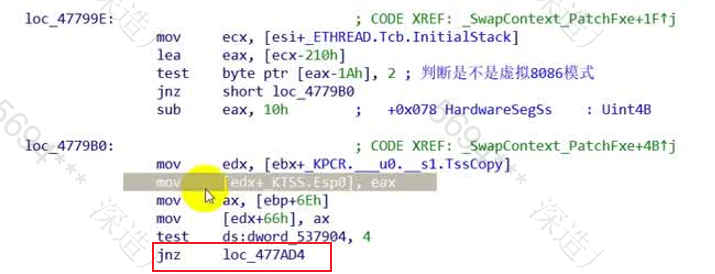 loc_47799E: ; CODE XREF: _SwapContext_PatchFxe+1F↑j
mov ecx, [esi+_ETHREAD.Tcb.InitialStack]
lea eax, [ecx-210h]
test byte ptr [eax-1Ah], 2 ; 判断是不是虚拟8086模式
jnz short loc_4779B0
sub eax, 10h ; +0x078 HardwareSegSs : Uint4B
loc_4779B0: ; CODE XREF: _SwapContext_PatchFxe+4B↑j
mov edx, [ebx+_KPCR.___u0.__s1.TssCopy]
mov [edx+_KTSS.Esp0], eax
mov ax, [ebp+6Eh]
mov [edx+66h], ax
test ds:dword_537904, 4
jnz loc_477AD4